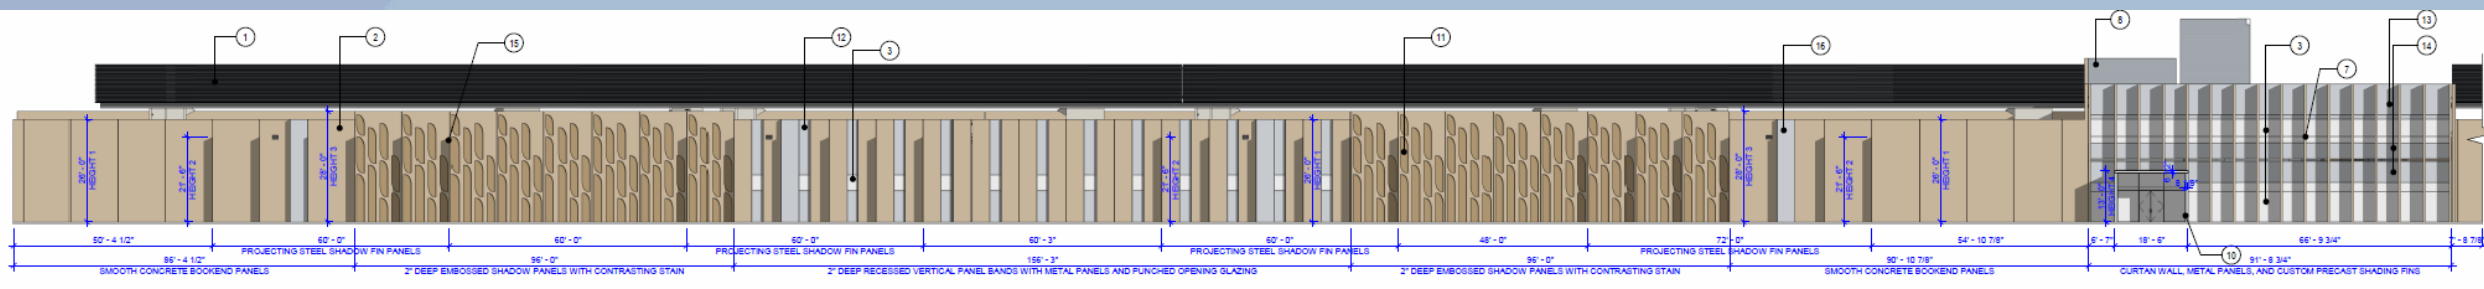 1
2
15
12
3
11
16
8
13
3
14
7
26' - 0"
HEIGHT 1
21' - 6"
HEIGHT 2
28' - 0"
HEIGHT 3
21' - 6"
HEIGHT 2
26' - 0"
HEIGHT 1
28' - 0"
HEIGHT 3
21' - 6"
HEIGHT 2
26' - 0"
HEIGHT 1
13' - 0"
HEIGHT 4
50' - 4 1/2"
60' - 0"
60' - 0"
60' - 0"
60' - 3"
60' - 0"
48' - 0"
72' - 0"
54' - 10 7/8"
6' - 7"
18' - 6"
66' - 9 3/4"
PROJECTING STEEL SHADOW FIN PANELS
PROJECTING STEEL SHADOW FIN PANELS
PROJECTING STEEL SHADOW FIN PANELS
PROJECTING STEEL SHADOW FIN PANELS
10
86' - 4 1/2"
96' - 0"
156' - 3"
96' - 0"
90' - 10 7/8"
91' - 8 3/4"
SMOOTH CONCRETE BOOKEND PANELS
2" DEEP EMBOSSED SHADOW PANELS WITH CONTRASTING STAIN
2" DEEP RECESSED VERTICAL PANEL BANDS WITH METAL PANELS AND PUNCHED OPENING GLAZING
2" DEEP EMBOSSED SHADOW PANELS WITH CONTRASTING STAIN
SMOOTH CONCRETE BOOKEND PANELS
CURTAN WALL, METAL PANELS, AND CUSTOM PRECAST SHADING FINS